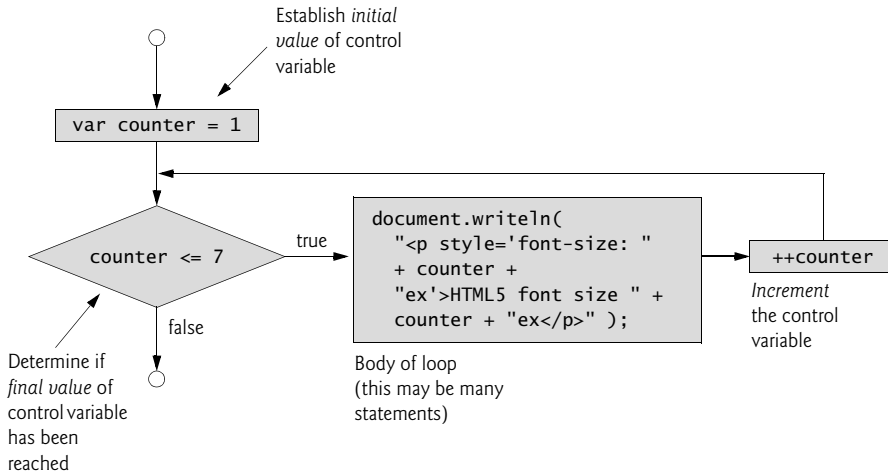 Establish initial
value of control
variable
var counter = 1
counter <= 7
true
document.writeln(
"<p style='font-size: "
+ counter +
"ex'>HTML5 font size " +
counter + "ex</p>" );
++counter
Increment
the control
variable
false
Determine if
final value of
control variable
has been
reached
Body of loop
(this may be many
statements)